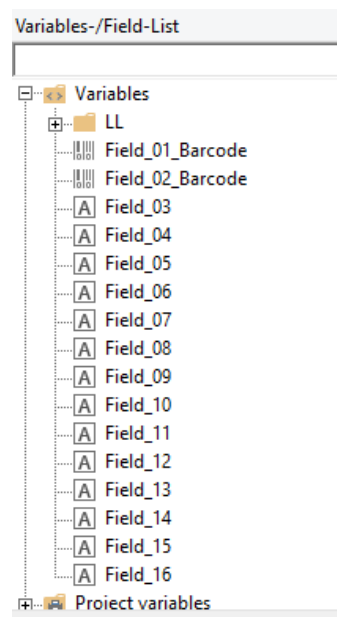 Variables-/Field-List
Variables
LL
Field_01_Barcode
Field_02_Barcode
A Field_03
A Field_04
A Field_05
A Field_06
A Field_07
A Field_08
A Field_09
A Field_10
A Field_11
A Field_12
A Field_13
A Field_14
A Field_15
A Field_16
Project variables